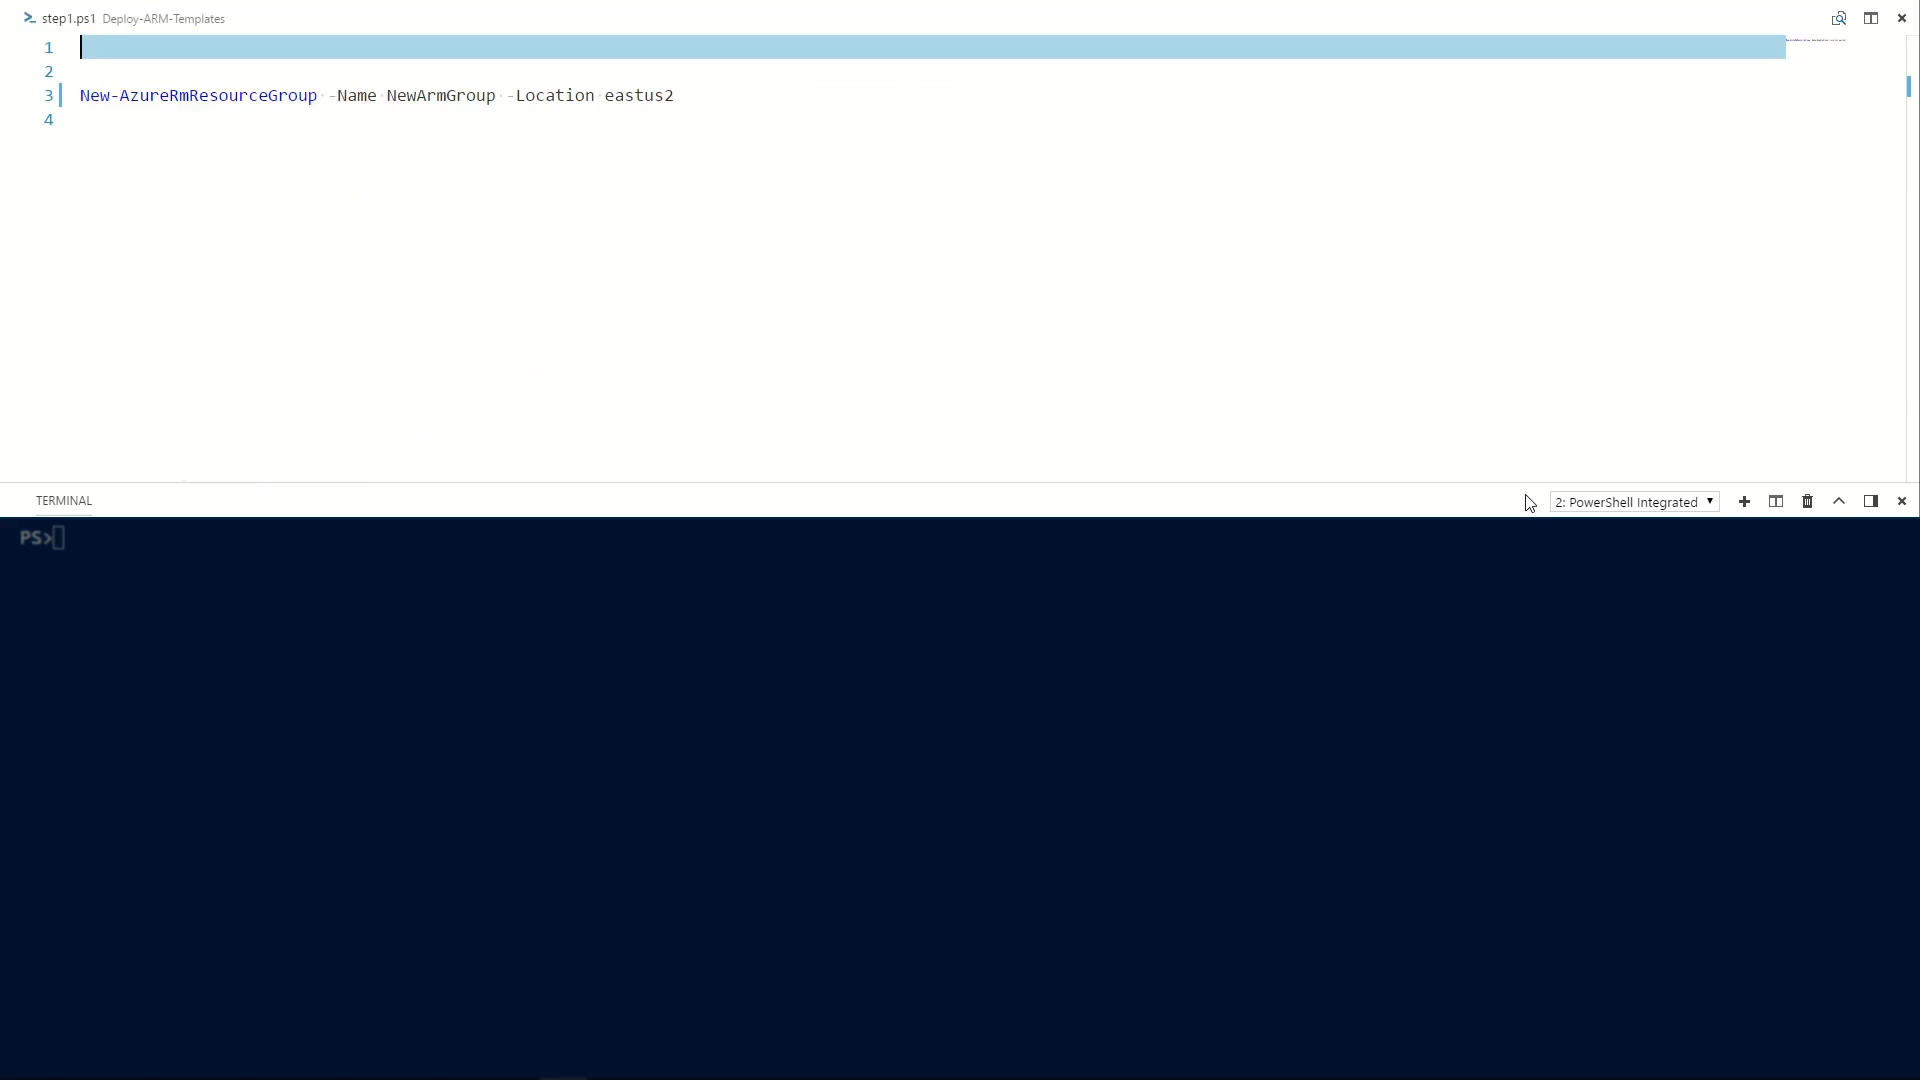 step1.ps1 Deploy-ARM-Templates
1
2
3 New-AzureRmResourceGroup -Name NewArmGroup -Location eastus2
4
TERMINAL
2: PowerShell Integrated
PS>